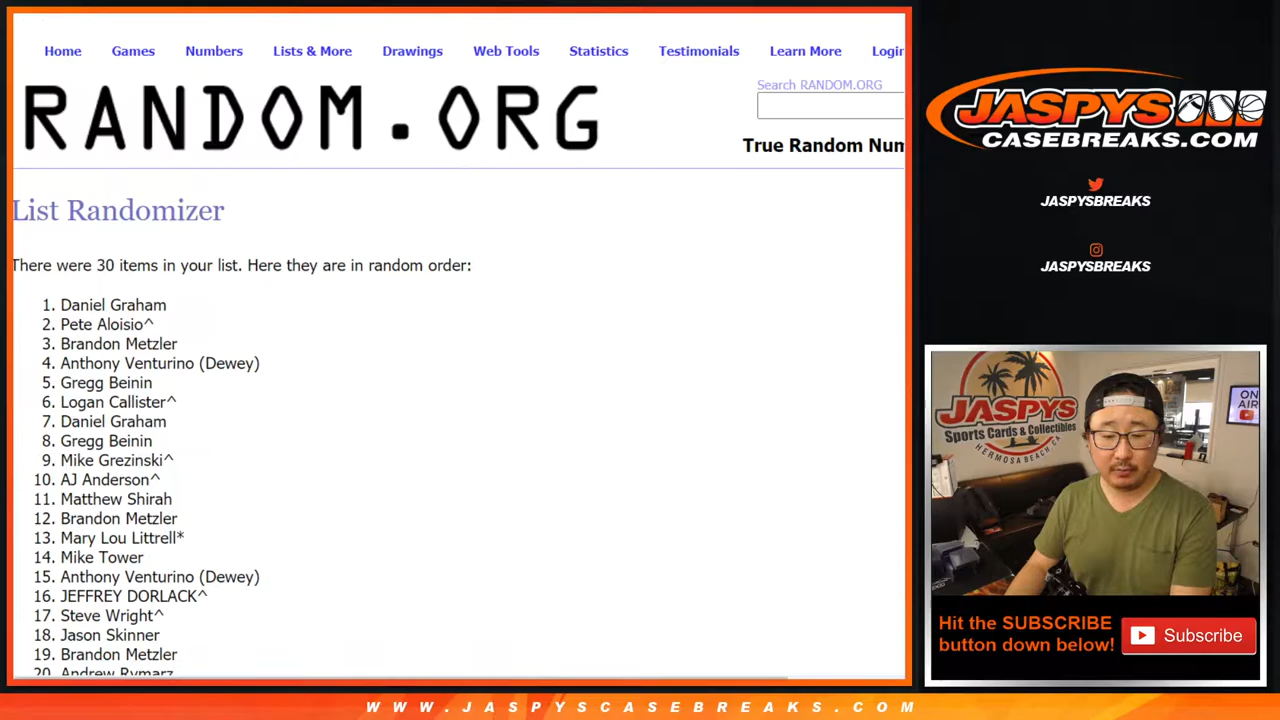 Home Games Numbers Lists & More Drawings Web Tools Statistics Testimonials Learn More Login
RANDOM.ORG
Search RANDOM.ORG
True Random Num
List Randomizer
There were 30 items in your list. Here they are in random order:
1. Daniel Graham
2. Pete Aloisio^
3. Brandon Metzler
4. Anthony Venturino (Dewey)
5. Gregg Beinin
6. Logan Callister^
7. Daniel Graham
8. Gregg Beinin
9. Mike Grezinski^
10. AJ Anderson^
11. Matthew Shirah
12. Brandon Metzler
13. Mary Lou Littrell*
14. Mike Tower
15. Anthony Venturino (Dewey)
16. JEFFREY DORLACK^
17. Steve Wright^
18. Jason Skinner
19. Brandon Metzler
20. Andrew Rymarz
JASPYS
CASEBREAKS.COM
JASPYSBREAKS
JASPYSBREAKS
JASPYS
Sports Cards & Collectibles
HERMOSA BEACH CA
ON
AIR
Hit the SUBSCRIBE
button down below!
Subscribe
WWW.JASPYSCASEBREAKS.COM